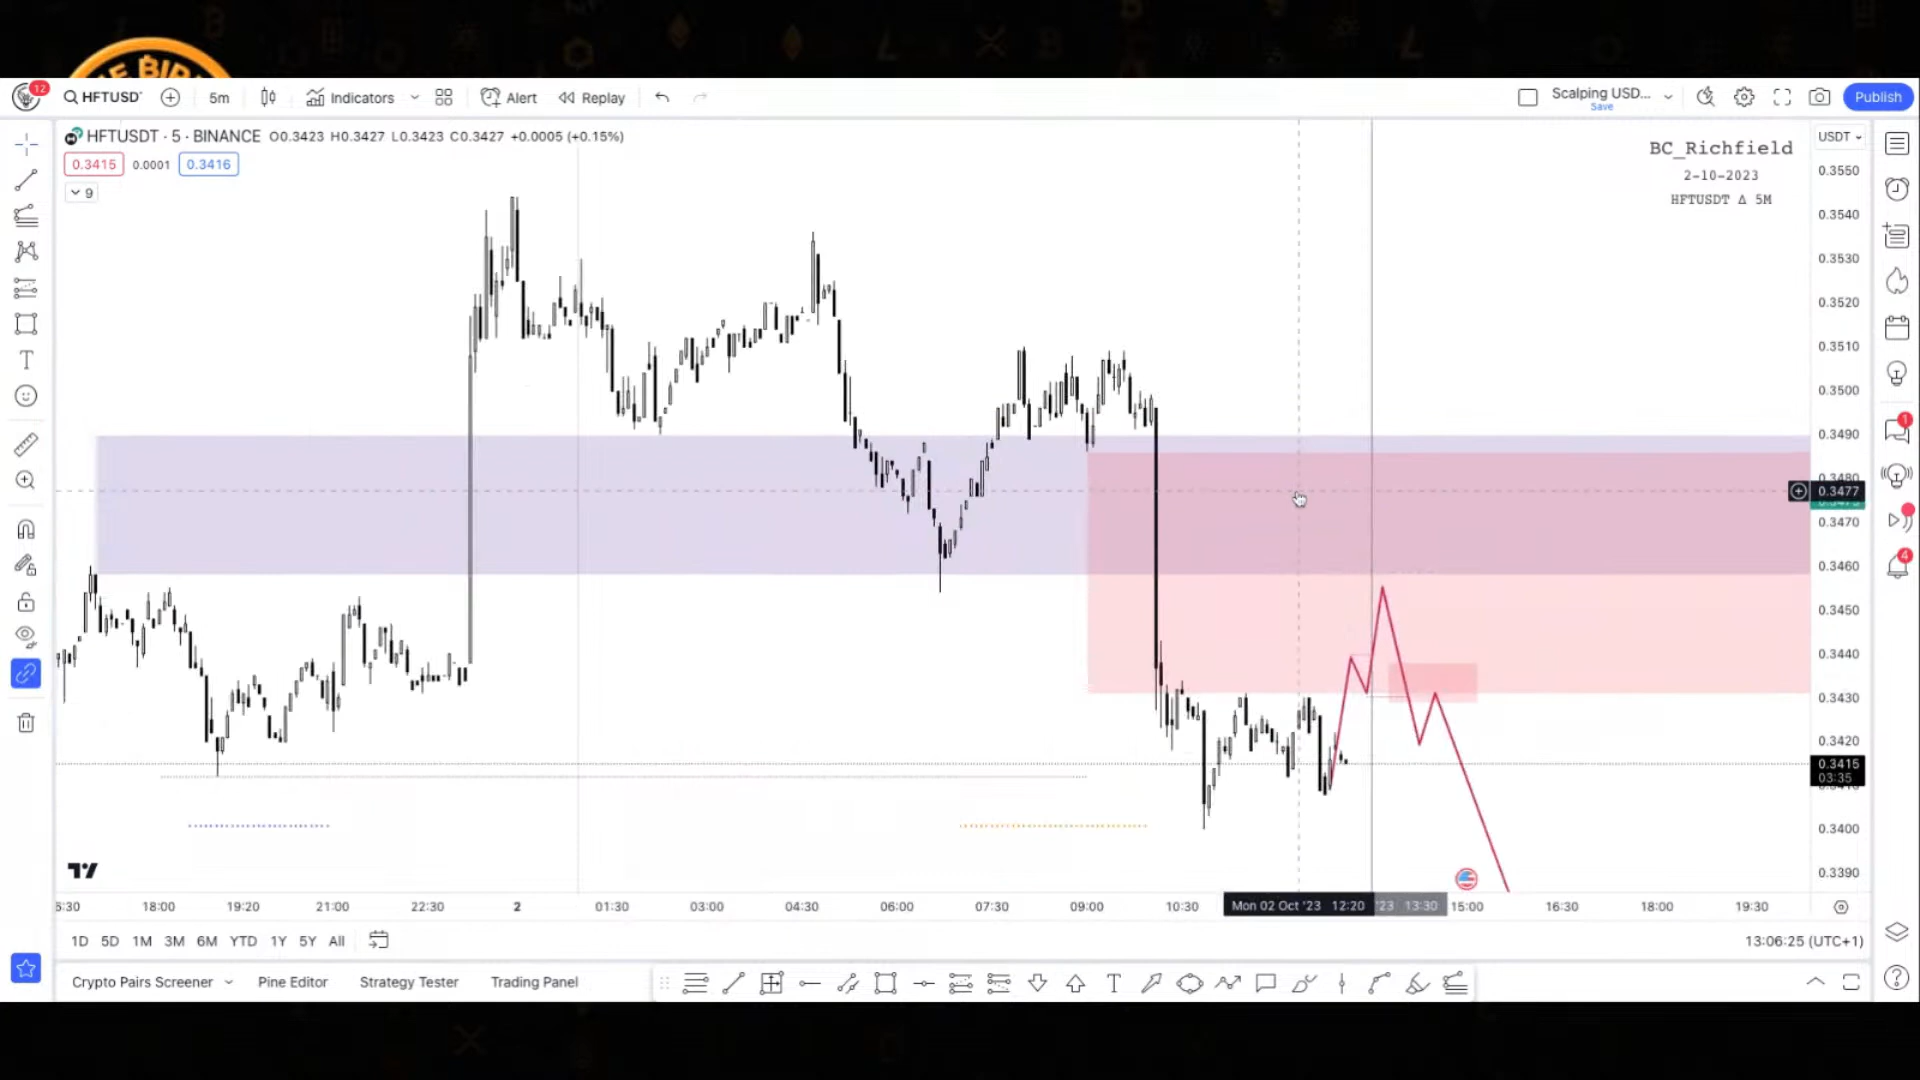 12
HFTUSD
5m
Indicators
Alert
Replay
Scalping USD...
Save
Publish
HFTUSDT · 5 · BINANCE O0.3423 H0.3427 L0.3423 C0.3427 +0.0005 (+0.15%)
0.3415 0.0001 0.3416
9
BC_Richfield
2-10-2023
HFTUSDT Δ 5M
USDT
0.3550
0.3540
0.3530
0.3520
0.3510
0.3500
0.3490
0.3480
0.3477
0.3470
0.3460
0.3450
0.3440
0.3430
0.3420
0.3415
03:35
0.3400
0.3390
1
4
18:00 19:20 21:00 22:30 2 01:30 03:00 04:30 06:00 07:30 09:00 10:30 Mon 02 Oct '23 12:20 '23 13:30 15:00 16:30 18:00 19:30
1D 5D 1M 3M 6M YTD 1Y 5Y All
13:06:25 (UTC+1)
Crypto Pairs Screener Pine Editor Strategy Tester Trading Panel